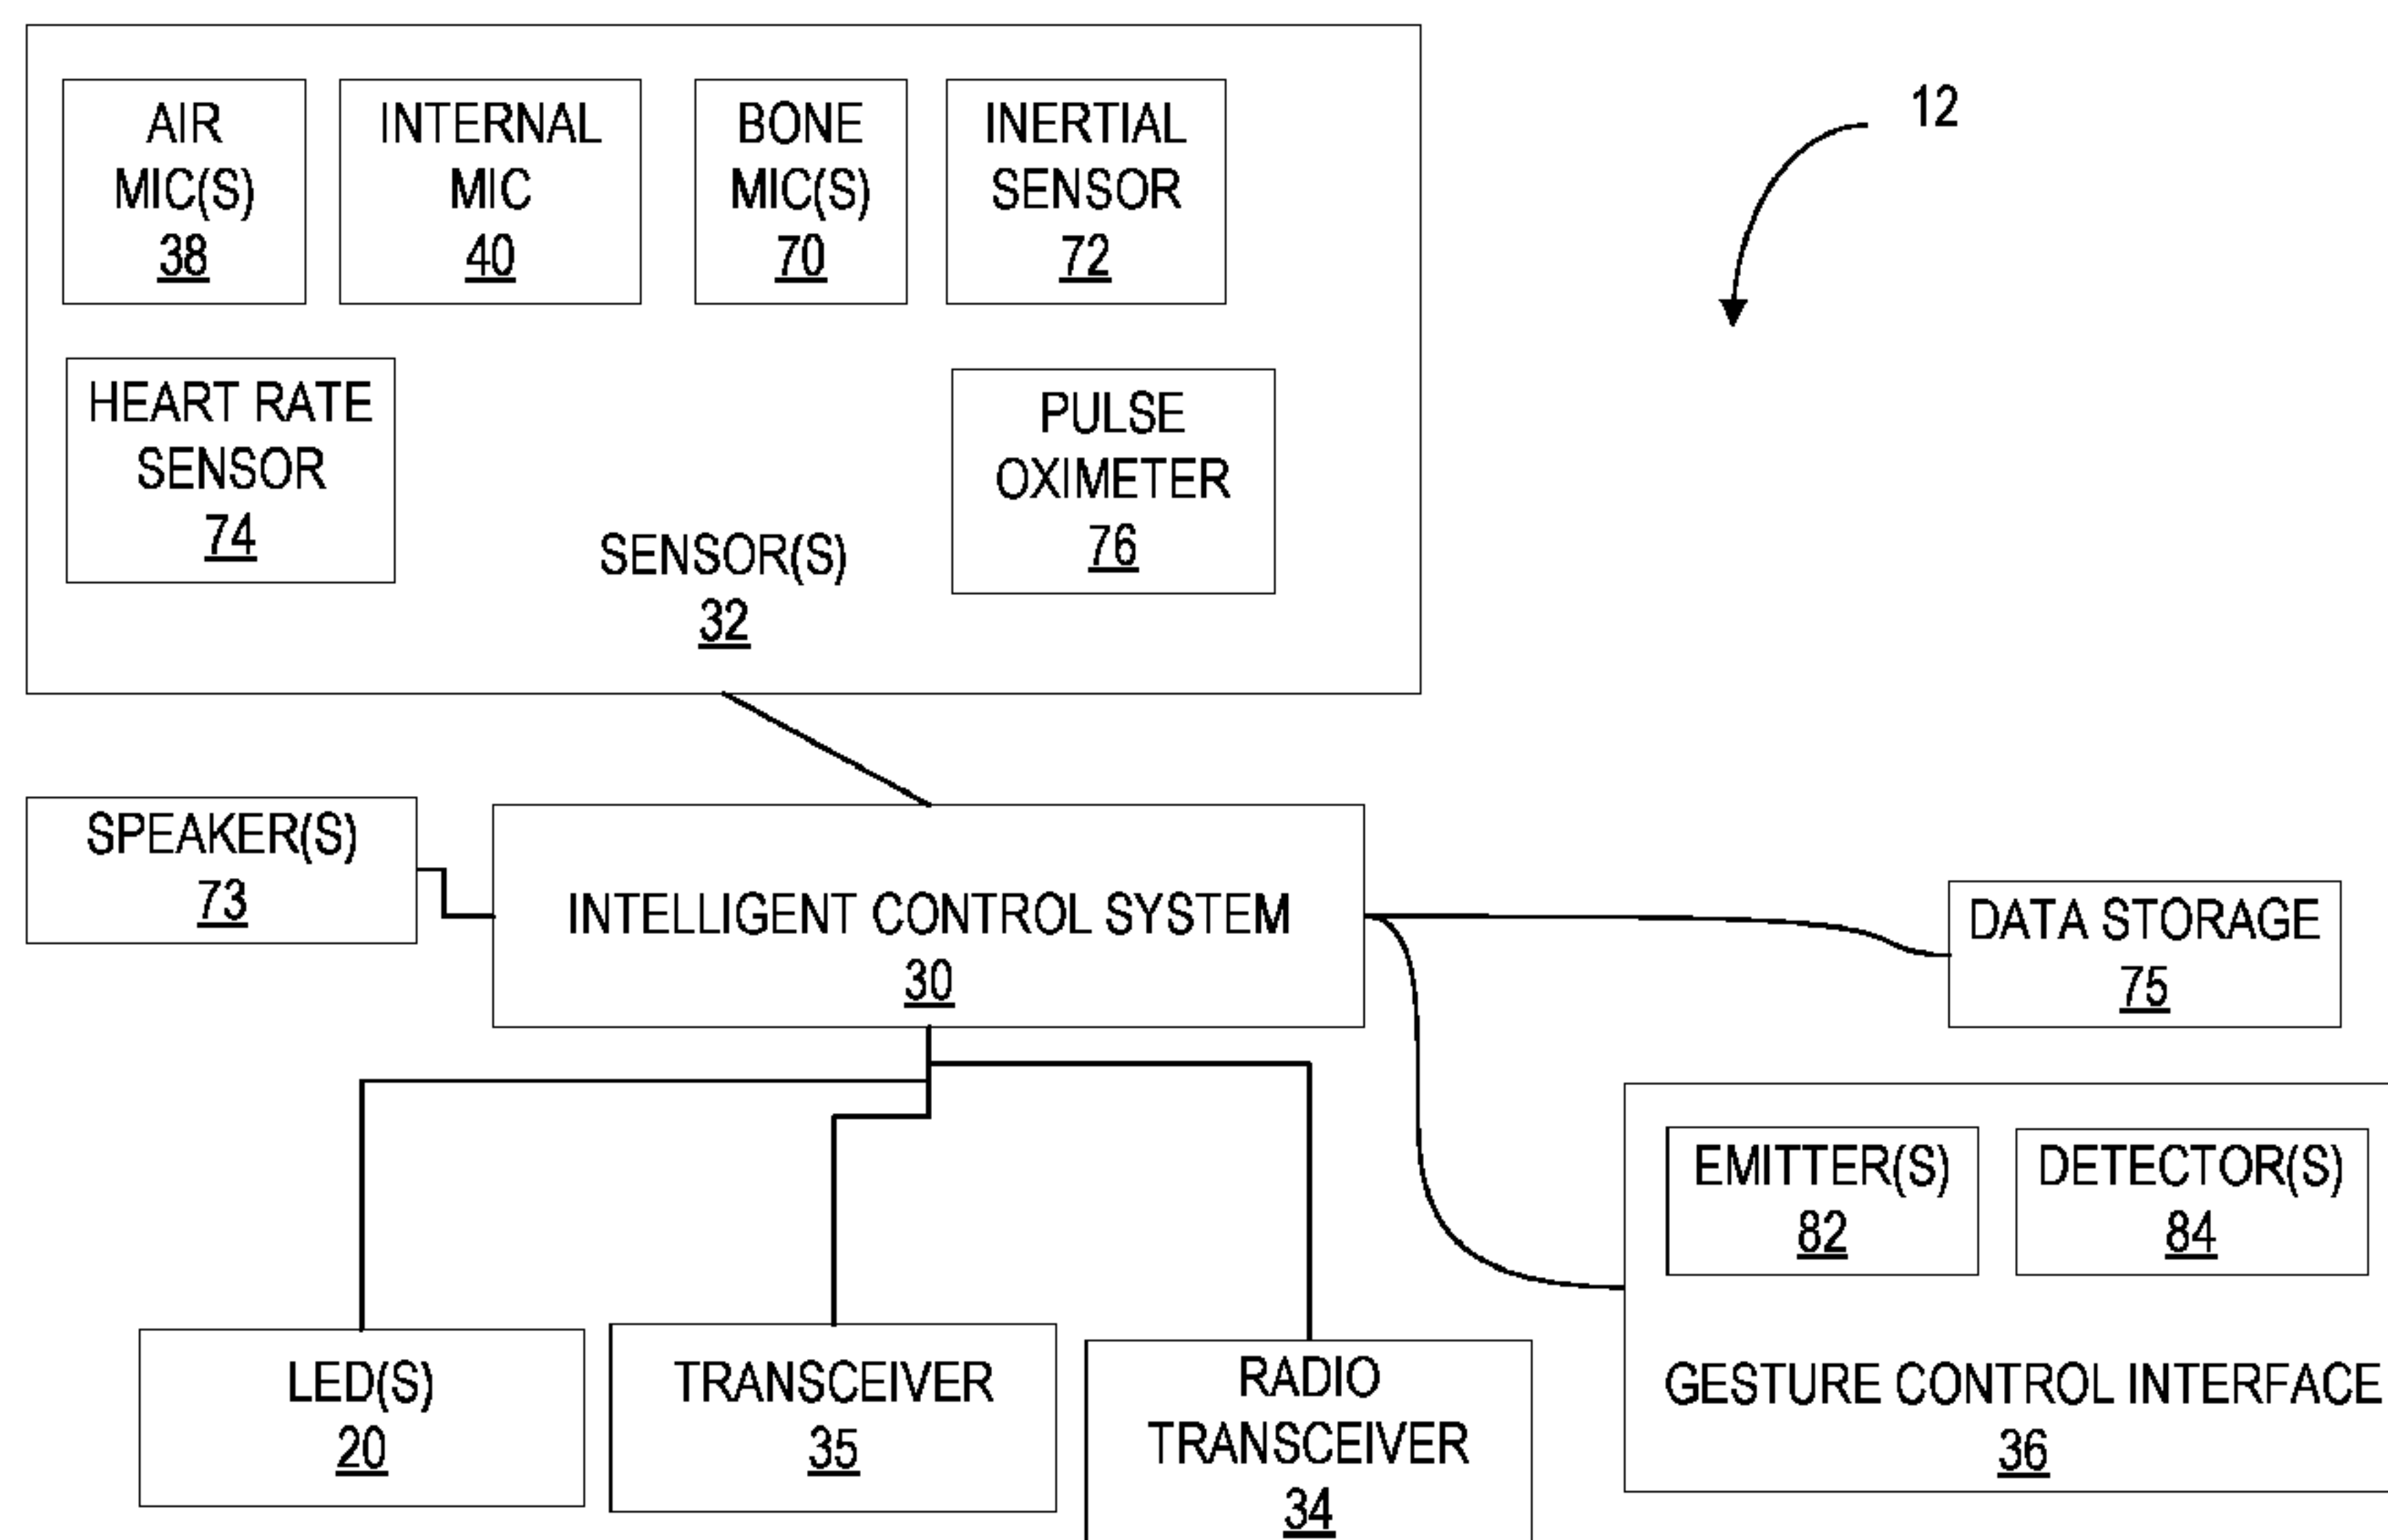 AIR
MIC(S)
38
INTERNAL
MIC
40
BONE
MIC(S)
70
INERTIAL
SENSOR
72
12
HEART RATE
SENSOR
74
PULSE
OXIMETER
76
SENSOR(S)
32
SPEAKER(S)
73
INTELLIGENT CONTROL SYSTEM
30
DATA STORAGE
75
EMITTER(S)
82
DETECTOR(S)
84
GESTURE CONTROL INTERFACE
36
LED(S)
20
TRANSCEIVER
35
RADIO
TRANSCEIVER
34